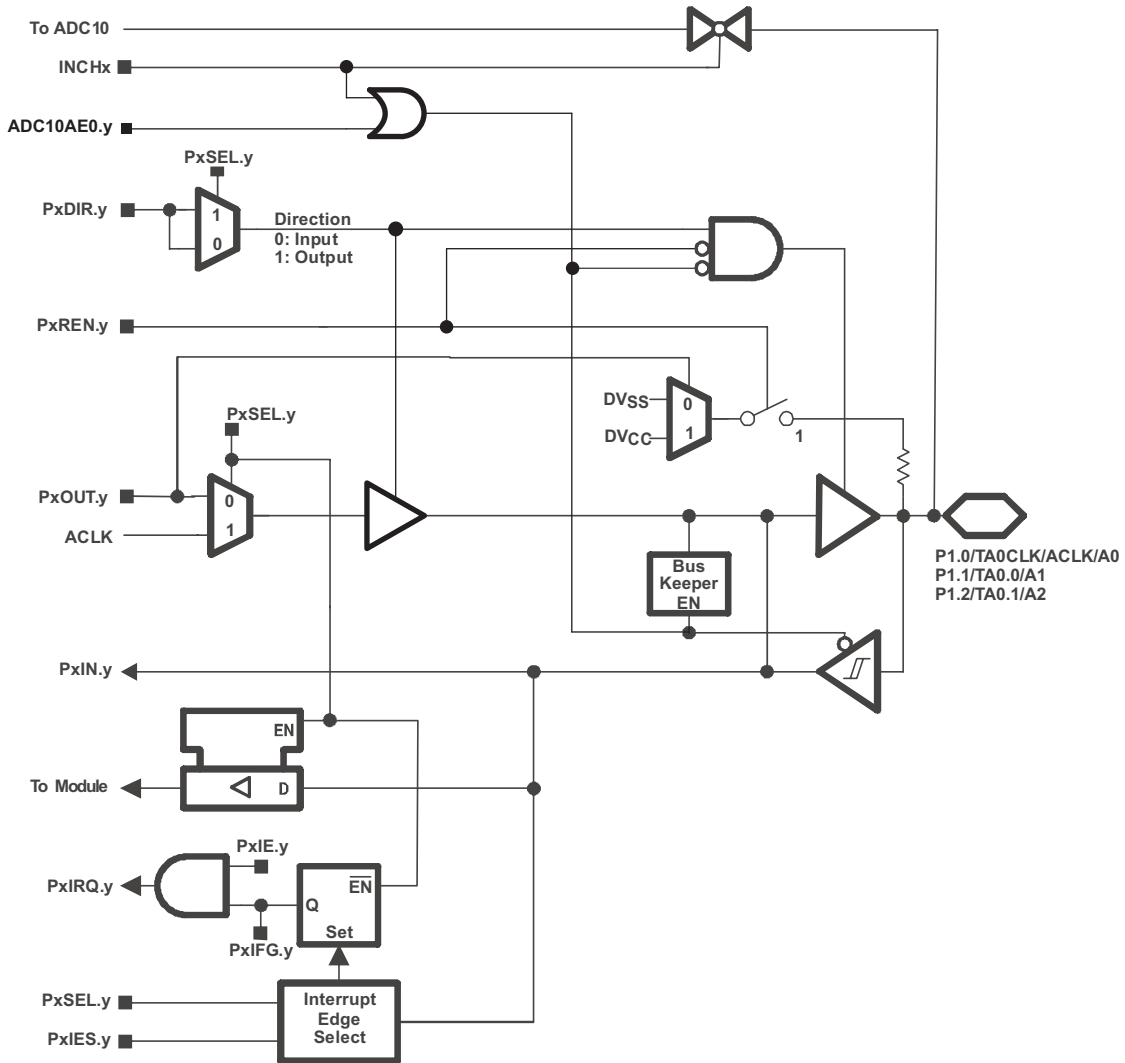 To ADC10
INCHx
ADC10AE0.y
PxSEL.y
PxDIR.y
1
0
Direction
0: Input
1: Output
PxREN.y
DVSS
0
DVCC
1
1
PxSEL.y
PxOUT.y
0
ACLK
1
Bus
Keeper
EN
P1.0/TA0CLK/ACLK/A0
P1.1/TA0.0/A1
P1.2/TA0.1/A2
PxIN.y
EN
To Module
D
PxIE.y
PxIRQ.y
EN
Q
Set
PxIFG.y
PxSEL.y
PxIES.y
Interrupt
Edge
Select